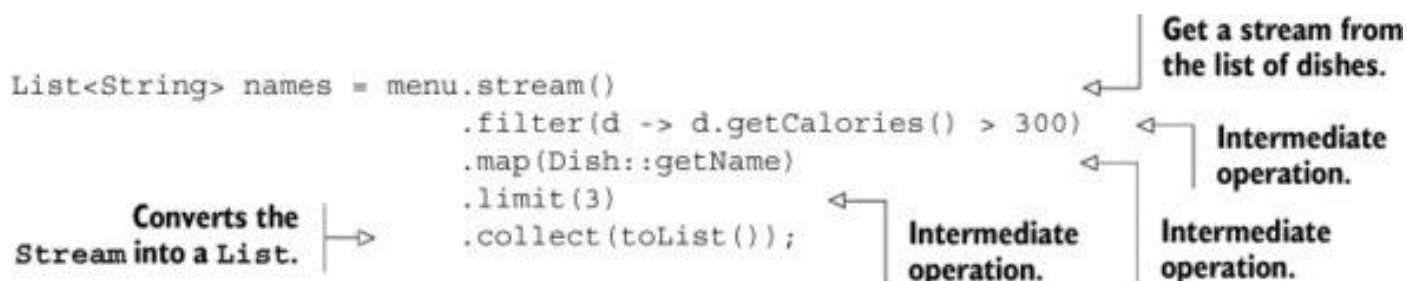 Get a stream from
the list of dishes.
List<String> names = menu.stream()
.filter(d -> d.getCalories() > 300)
Intermediate
operation.
.map(Dish::getName)
Intermediate
operation.
.limit(3)
Intermediate
operation.
.collect(toList());
Converts the
Stream into a List.